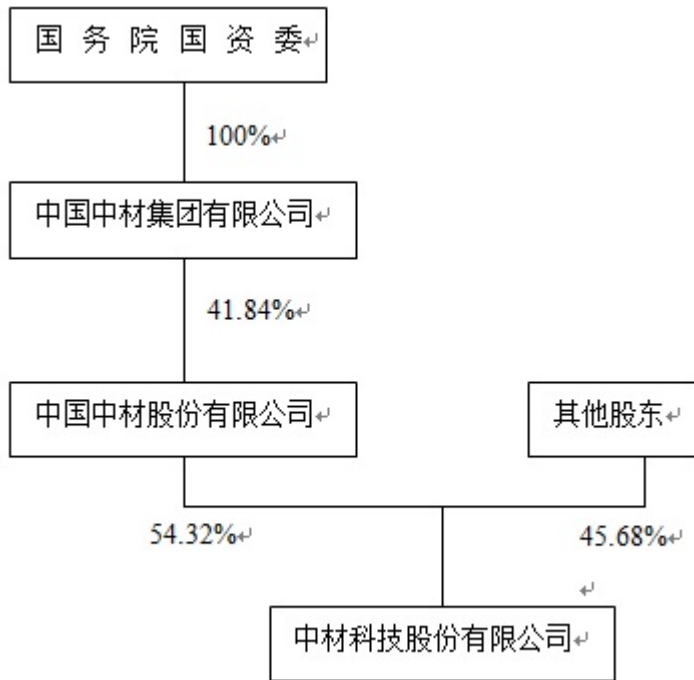 国务院国资委
100%
中国中材集团有限公司
41.84%
中国中材股份有限公司
其他股东
54.32%
45.68%
中材科技股份有限公司